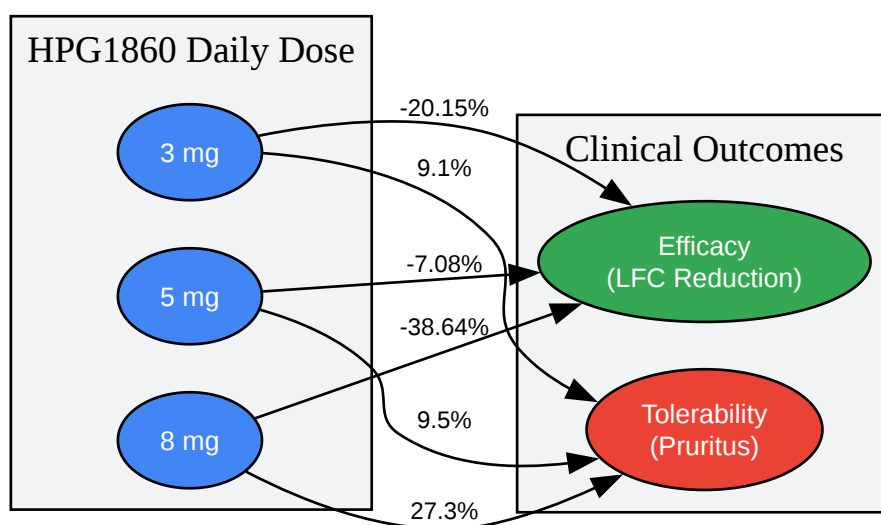 HPG1860 Daily Dose
3 mg
5 mg
8 mg
-20.15%
9.1%
-7.08%
-38.64%
9.5%
27.3%
Clinical Outcomes
Efficacy
(LFC Reduction)
Tolerability
(Pruritus)